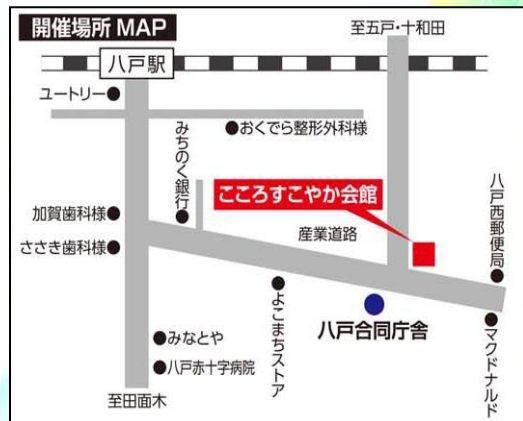 開催場所 MAP
至五戸・十和田
八戸駅
ユートリー
おくでら整形外科様
みちのく銀行
こころすこやか会館
八戸西郵便局
加賀歯科様
産業道路
ささき歯科様
よこまちストア
八戸合同庁舎
マクドナルド
みなとや
八戸赤十字病院
至田面木